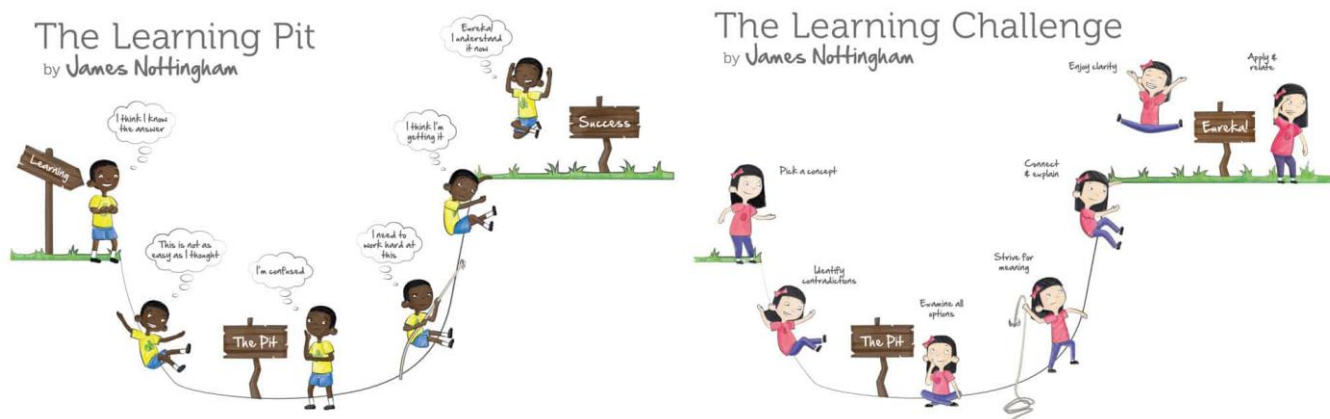 The Learning Pit
by James Nottingham
I think I know
the answer
Learning
This is not as
easy as I thought
The Pit
I'm confused
I need to
work hard at
this
I think I'm
getting it
Eureka!
I understand
it now
Success
The Learning Challenge
by James Nottingham
Pick a concept
Identify
contradictions
The Pit
Examine all
options
Strive for
meaning
Connect
& explain
Enjoy clarity
Eureka!
Apply &
relate